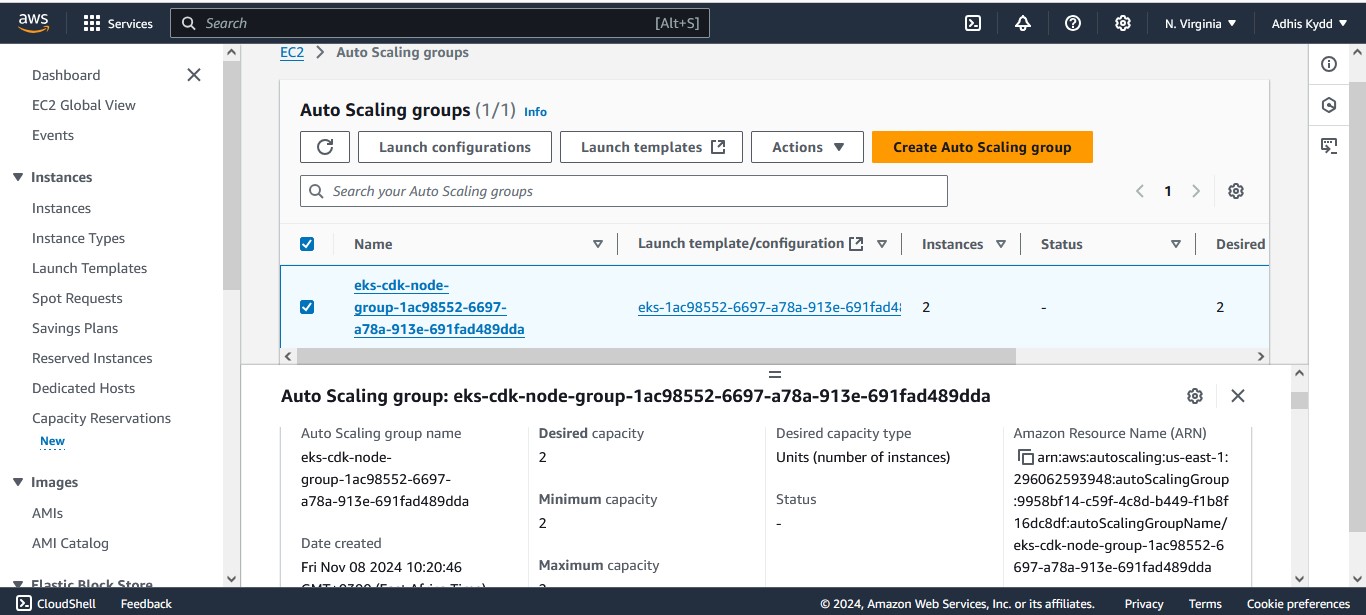 aws
Services
Search
[Alt+S]
N. Virginia
Adhis Kydd
Dashboard
EC2 Global View
Events
Instances
Instances
Instance Types
Launch Templates
Spot Requests
Savings Plans
Reserved Instances
Dedicated Hosts
Capacity Reservations
New
Images
AMIs
AMI Catalog
Elastic Block Store
EC2 > Auto Scaling groups
Auto Scaling groups (1/1) Info
Launch configurations
Launch templates
Actions
Create Auto Scaling group
Search your Auto Scaling groups
1
Name
Launch template/configuration
Instances
Status
Desired
eks-cdk-node-
group-1ac98552-6697-
a78a-913e-691fad489dda
eks-1ac98552-6697-a78a-913e-691fad4
2
-
2
Auto Scaling group: eks-cdk-node-group-1ac98552-6697-a78a-913e-691fad489dda
Auto Scaling group name
eks-cdk-node-
group-1ac98552-6697-
a78a-913e-691fad489dda
Date created
Fri Nov 08 2024 10:20:46
GMT+0300 (East Africa Time)
Desired capacity
2
Minimum capacity
2
Maximum capacity
Desired capacity type
Units (number of instances)
Status
-
Amazon Resource Name (ARN)
arn:aws:autoscaling:us-east-1:
296062593948:autoScalingGroup
:9958bf14-c59f-4c8d-b449-f1b8f
16dc8df:autoScalingGroupName/
eks-cdk-node-group-1ac98552-6
697-a78a-913e-691fad489dda
CloudShell
Feedback
© 2024, Amazon Web Services, Inc. or its affiliates.
Privacy
Terms
Cookie preferences